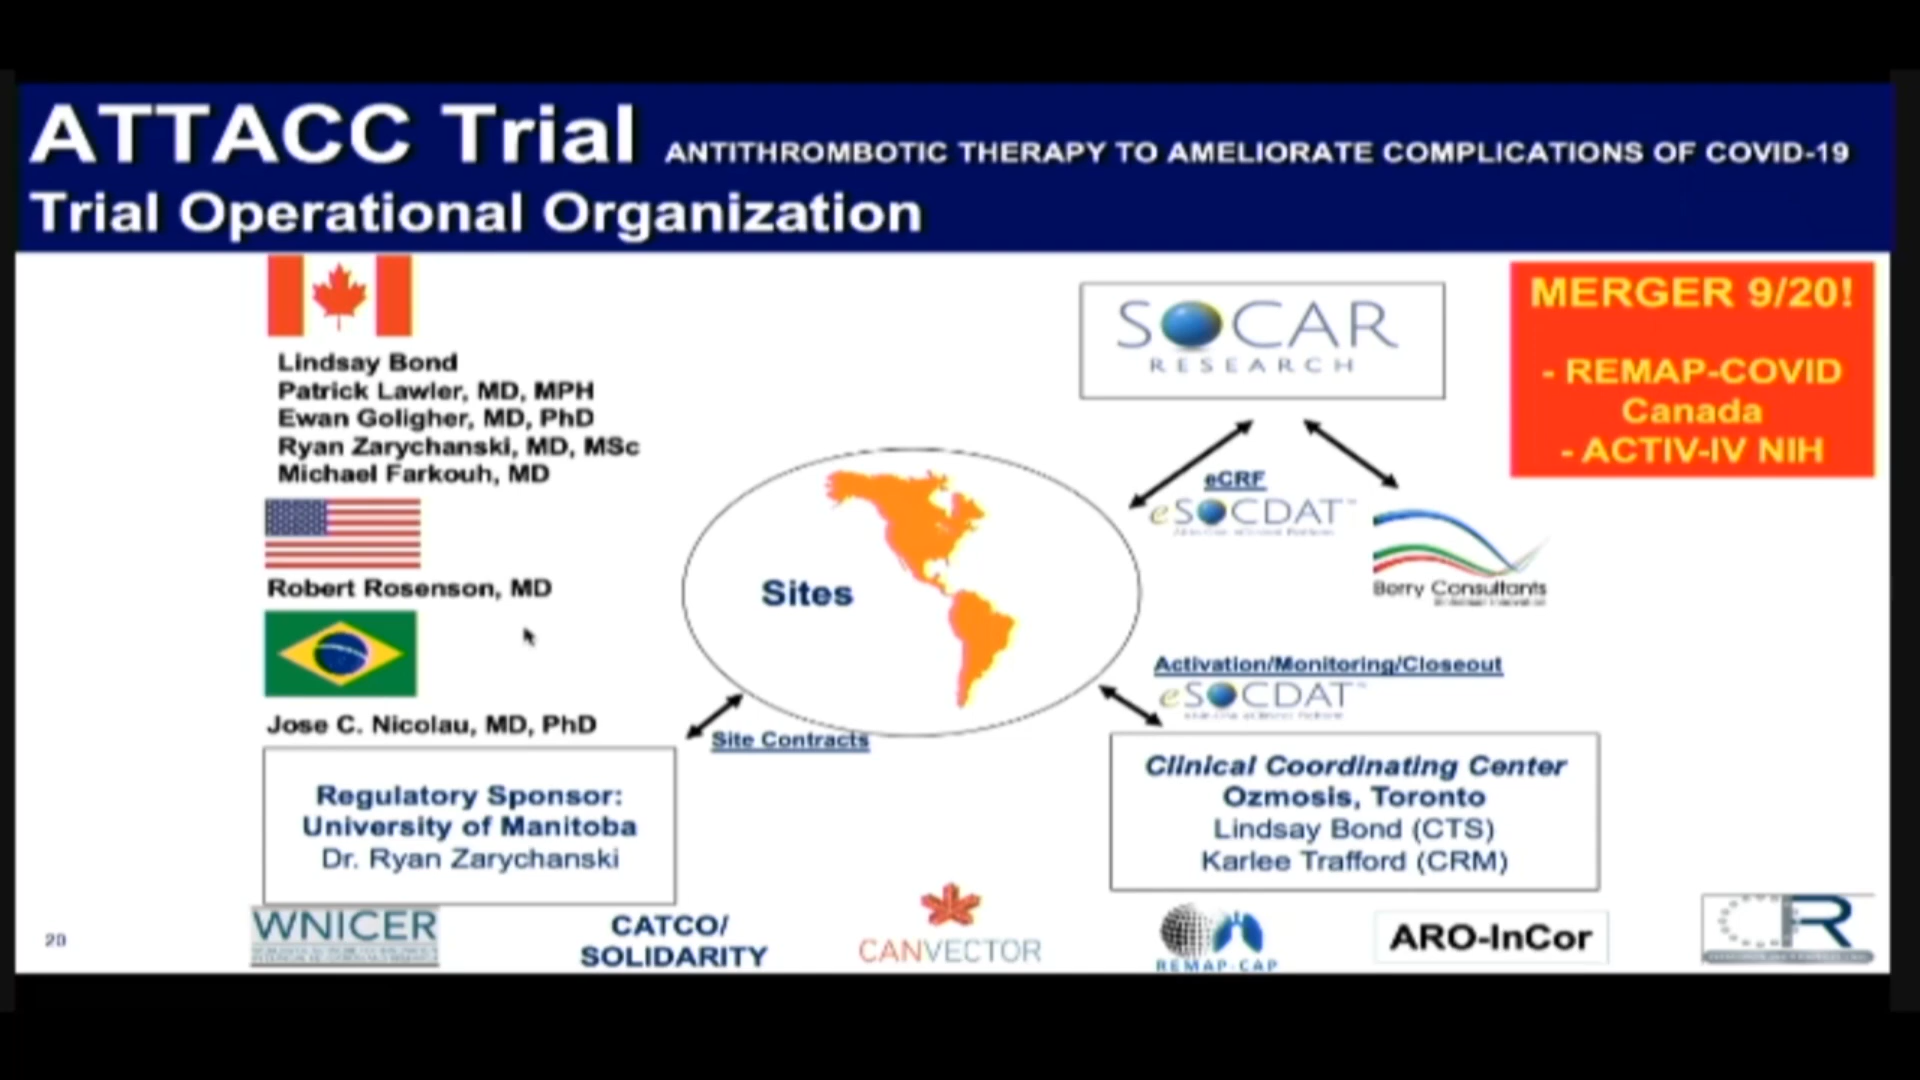 ATTACC Trial ANTITHROMBOTIC THERAPY TO AMELIORATE COMPLICATIONS OF COVID-19
Trial Operational Organization
Lindsay Bond
Patrick Lawler, MD, MPH
Ewan Goligher, MD, PhD
Ryan Zarychanski, MD, MSc
Michael Farkouh, MD
Robert Rosenson, MD
Jose C. Nicolau, MD, PhD
Regulatory Sponsor:
University of Manitoba
Dr. Ryan Zarychanski
Sites
Site Contracts
SOCAR
RESEARCH
eCRF
eSOCDAT™
Berry Consultants
Activation/Monitoring/Closeout
eSOCDAT™
Clinical Coordinating Center
Ozmosis, Toronto
Lindsay Bond (CTS)
Karlee Trafford (CRM)
MERGER 9/20!
- REMAP-COVID
Canada
- ACTIV-IV NIH
20
WNICER
CATCO/
SOLIDARITY
CANVECTOR
REMAP-CAP
ARO-InCor
CR